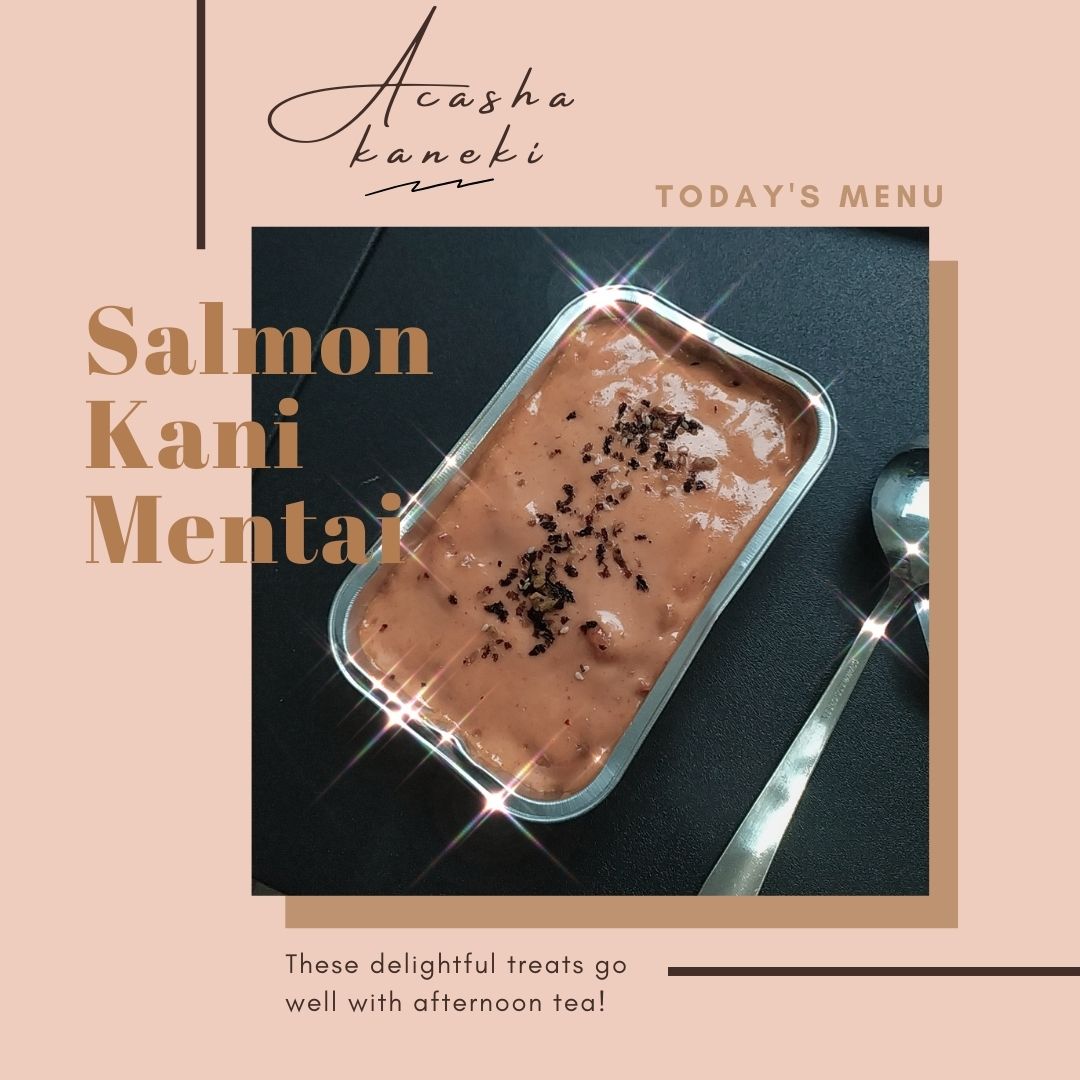 Acasha
kaneki
TODAY'S MENU
Salmon
Kani
Mentai
These delightful treats go
well with afternoon tea!